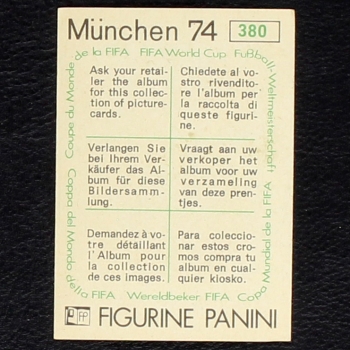 München 74 380
Coupe du Monde de la FIFA FIFA World Cup Fußball-Weltmeisterschaft
Ask your retai-
ler the album
for this collec-
tion of picture-
cards.
Chiedete al vo-
stro rivendito-
re l'album per
la raccolta di
queste figuri-
ne.
Verlangen Sie
bei Ihrem Ver-
käufer das Al-
bum für diese
Bildersamm-
lung.
Vraagt aan uw
verkoper het
album voor uw
verzameling
van deze pren-
tjes.
Demandez à vo-
tre détaillant
l'Album pour
la collection
de ces images.
Para coleccio-
nar estos cro-
mos compra tu
album en cual-
quier kiosko.
Coppa del Mondo della FIFA Wereldbeker FIFA Copa Mundial de la FIFA
FP FIGURINE PANINI